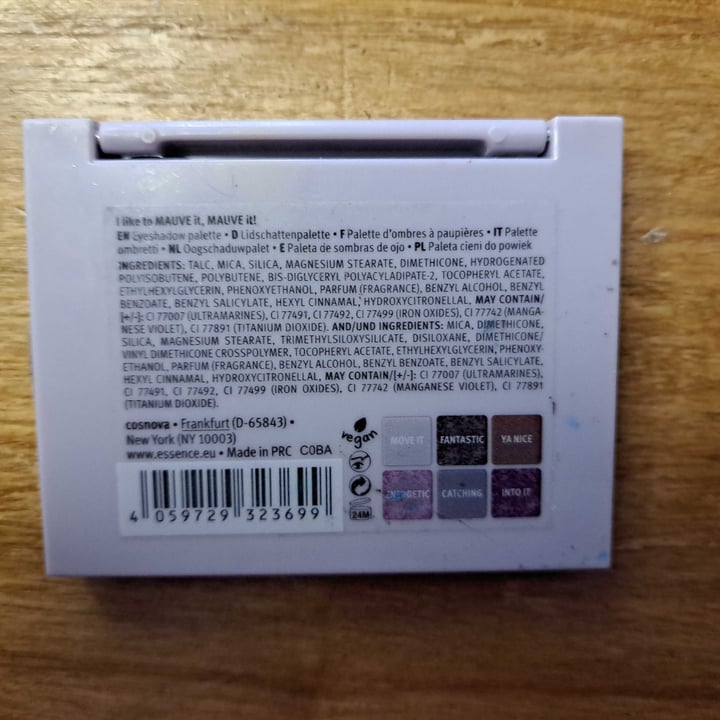 I like to MAUVE it, MAUVE it!
EN Eyeshadow palette • D Lidschattenpalette • F Palette d'ombres à paupières • IT Palette
ombretti • NL Oogschaduwpalet • E Paleta de sombras de ojo • PL Paleta cieni do powiek
INGREDIENTS: TALC, MICA, SILICA, MAGNESIUM STEARATE, DIMETHICONE, HYDROGENATED
POLYISOBUTENE, POLYBUTENE, BIS-DIGLYCERYL POLYACYLADIPATE-2, TOCOPHERYL ACETATE,
ETHYLHEXYLGLYCERIN, PHENOXYETHANOL, PARFUM (FRAGRANCE), BENZYL ALCOHOL, BENZYL
BENZOATE, BENZYL SALICYLATE, HEXYL CINNAMAL, HYDROXYCITRONELLAL, MAY CONTAIN/
[+/-]: CI 77007 (ULTRAMARINES), CI 77491, CI 77492, CI 77499 (IRON OXIDES), CI 77742 (MANGA-
NESE VIOLET), CI 77891 (TITANIUM DIOXIDE). AND/UND INGREDIENTS: MICA, DIMETHICONE,
SILICA, MAGNESIUM STEARATE, TRIMETHYLSILOXYSILICATE, DISILOXANE, DIMETHICONE/
VINYL DIMETHICONE CROSSPOLYMER, TOCOPHERYL ACETATE, ETHYLHEXYLGLYCERIN, PHENOXY-
ETHANOL, PARFUM (FRAGRANCE), BENZYL ALCOHOL, BENZYL BENZOATE, BENZYL SALICYLATE,
HEXYL CINNAMAL, HYDROXYCITRONELLAL, MAY CONTAIN/[+/-]: CI 77007 (ULTRAMARINES),
CI 77491, CI 77492, CI 77499 (IRON OXIDES), CI 77742 (MANGANESE VIOLET), CI 77891
(TITANIUM DIOXIDE).
cosnova • Frankfurt (D-65843) •
New York (NY 10003)
www.essence.eu • Made in PRC C0BA
4 059729 323699
vegan
24M
MOVE IT FANTASTIC YA NICE
ENERGETIC CATCHING INTO IT